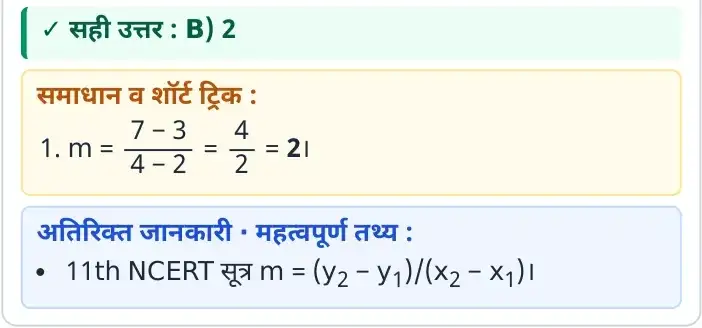 ✓ सही उत्तर : B) 2
समाधान व शॉर्ट ट्रिक :
1. m = (7 − 3)/(4 − 2) = 4/2 = 2।
अतिरिक्त जानकारी · महत्वपूर्ण तथ्य :
• 11th NCERT सूत्र m = (y₂ − y₁)/(x₂ − x₁)।